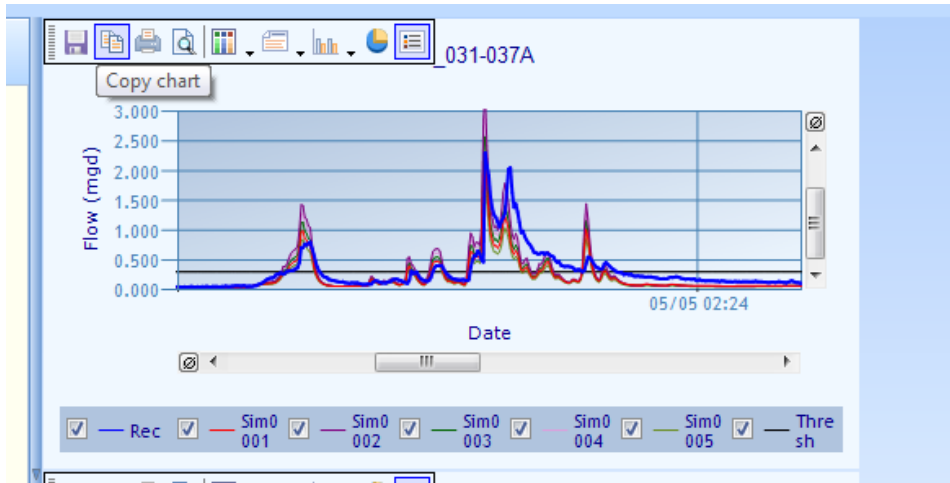 _031-037A
Copy chart
3.000
2.500
2.000
1.500
1.000
0.500
0.000
Flow (mgd)
05/05 02:24
Date
Rec
Sim0
001
Sim0
002
Sim0
003
Sim0
004
Sim0
005
Thre
sh